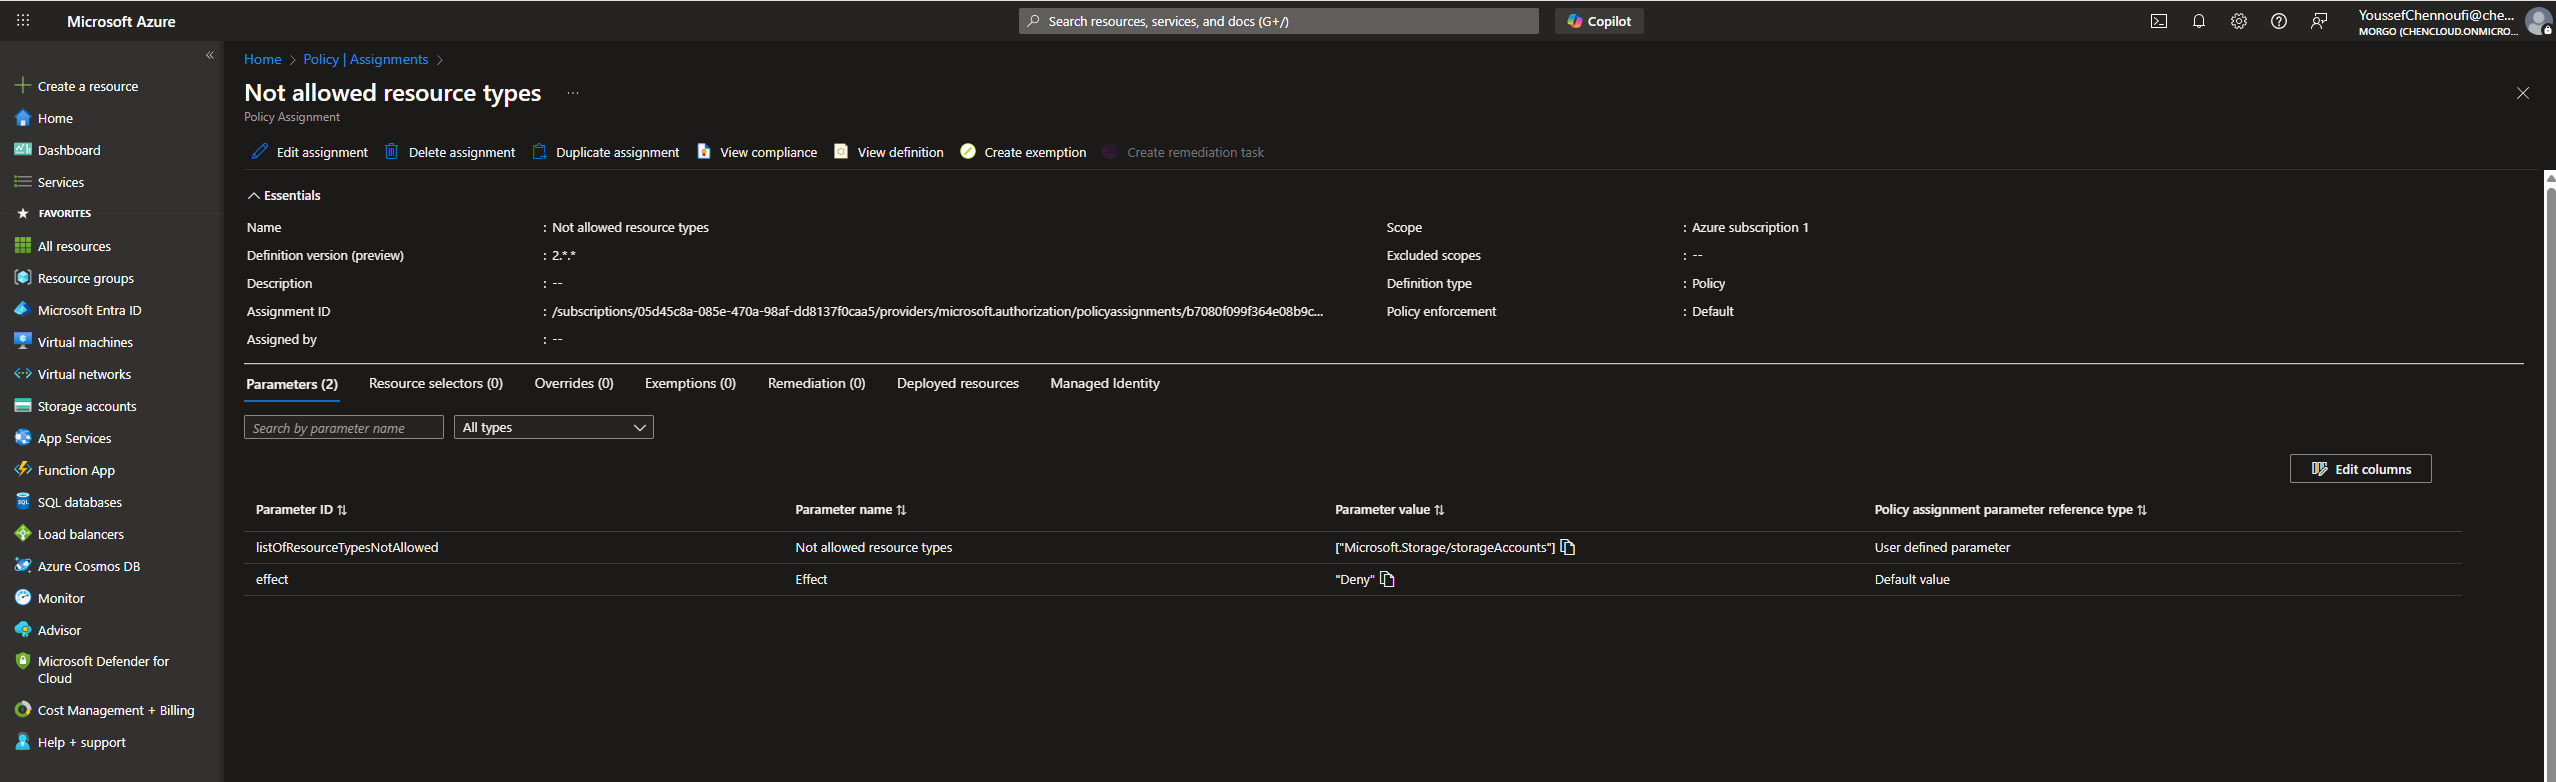 Microsoft Azure
Search resources, services, and docs (G+/)
Copilot
YoussefChennoufi@che...
MORGO (CHENCLOUD.ONMICRO...
Create a resource
Home
Dashboard
Services
FAVORITES
All resources
Resource groups
Microsoft Entra ID
Virtual machines
Virtual networks
Storage accounts
App Services
Function App
SQL databases
Load balancers
Azure Cosmos DB
Monitor
Advisor
Microsoft Defender for
Cloud
Cost Management + Billing
Help + support
Home > Policy | Assignments >
Not allowed resource types ...
Policy Assignment
Edit assignment Delete assignment Duplicate assignment View compliance View definition Create exemption Create remediation task
Essentials
Name : Not allowed resource types
Definition version (preview) : 2.*.*
Description : --
Assignment ID : /subscriptions/05d45c8a-085e-470a-98af-dd8137f0caa5/providers/microsoft.authorization/policyassignments/b7080f099f364e08b9c...
Assigned by : --
Scope : Azure subscription 1
Excluded scopes : --
Definition type : Policy
Policy enforcement : Default
Parameters (2) Resource selectors (0) Overrides (0) Exemptions (0) Remediation (0) Deployed resources Managed Identity
Search by parameter name All types
Edit columns
Parameter ID Parameter name Parameter value Policy assignment parameter reference type
listOfResourceTypesNotAllowed Not allowed resource types ["Microsoft.Storage/storageAccounts"] User defined parameter
effect Effect "Deny" Default value